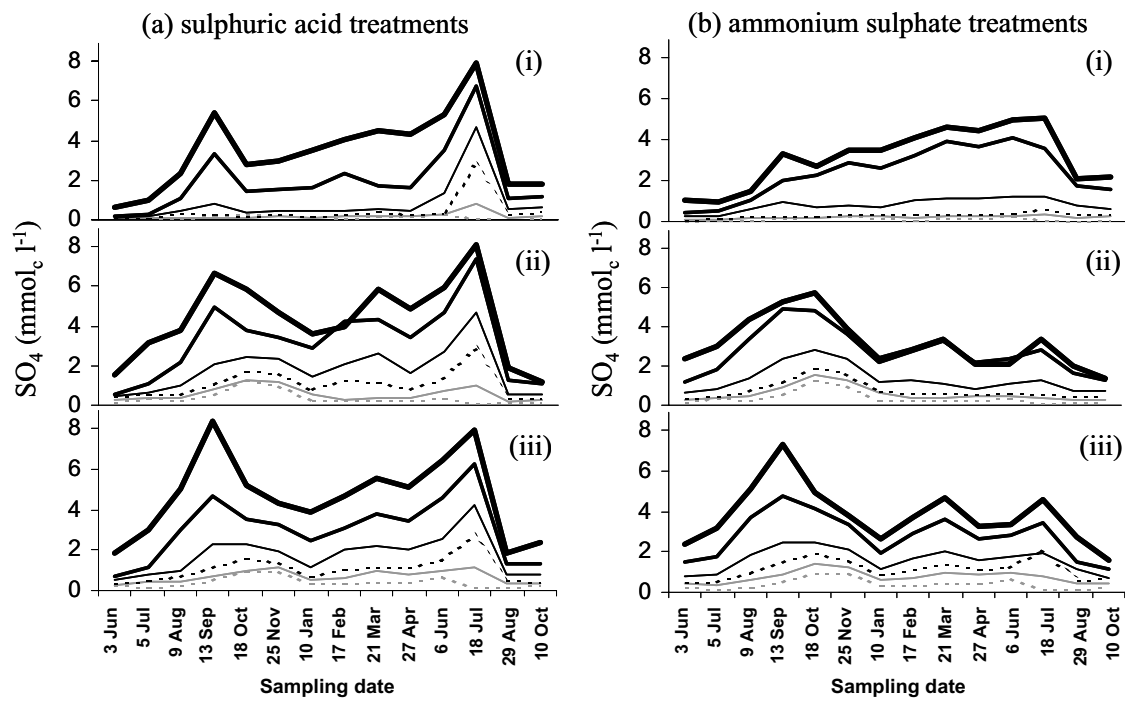 (a) sulphuric acid treatments
(b) ammonium sulphate treatments
(i)
8
6
4
2
0
(ii)
8
6
4
2
0
(iii)
8
6
4
2
0
SO4 (mmolc l-1)
3 Jun
5 Jul
9 Aug
13 Sep
18 Oct
25 Nov
10 Jan
17 Feb
21 Mar
27 Apr
6 Jun
18 Jul
29 Aug
10 Oct
Sampling date
(i)
8
6
4
2
0
(ii)
8
6
4
2
0
(iii)
8
6
4
2
0
SO4 (mmolc l-1)
3 Jun
5 Jul
9 Aug
13 Sep
18 Oct
25 Nov
10 Jan
17 Feb
21 Mar
27 Apr
6 Jun
18 Jul
29 Aug
10 Oct
Sampling date